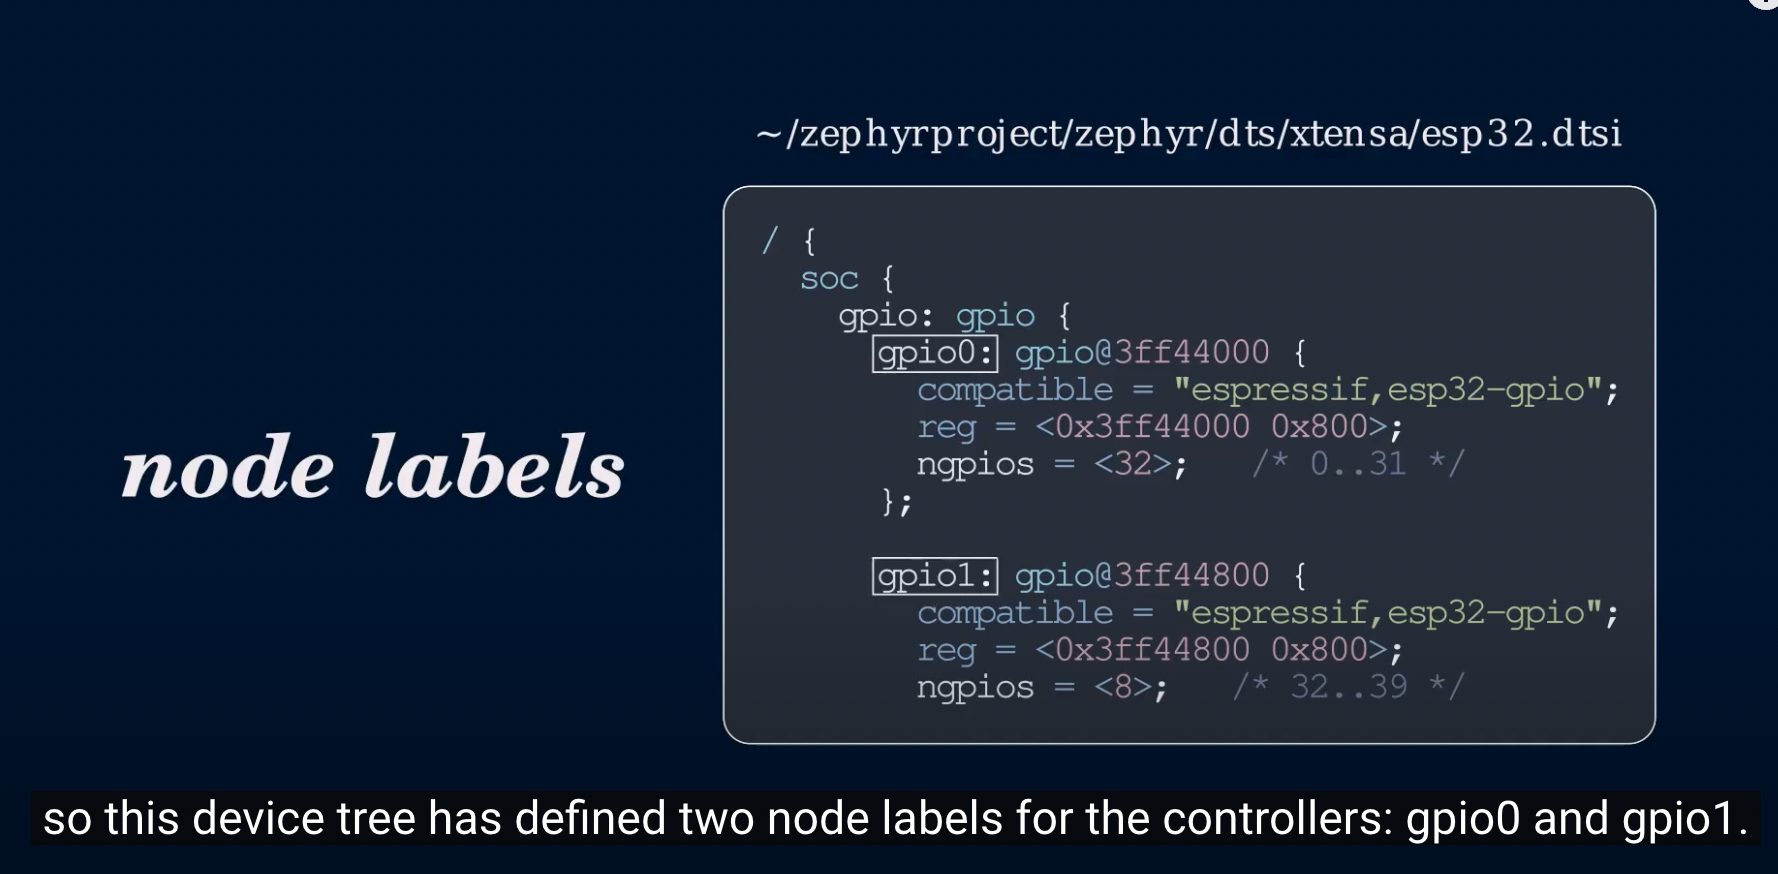 ~/zephyrproject/zephyr/dts/xtensa/esp32.dtsi
/ {
soc {
gpio: gpio {
gpio0: gpio@3ff44000 {
compatible = "espressif,esp32-gpio";
reg = <0x3ff44000 0x800>;
ngpios = <32>; /* 0..31 */
};
node labels
gpio1: gpio@3ff44800 {
compatible = "espressif,esp32-gpio";
reg = <0x3ff44800 0x800>;
ngpios = <8>; /* 32..39 */
so this device tree has defined two node labels for the controllers: gpio0 and gpio1.